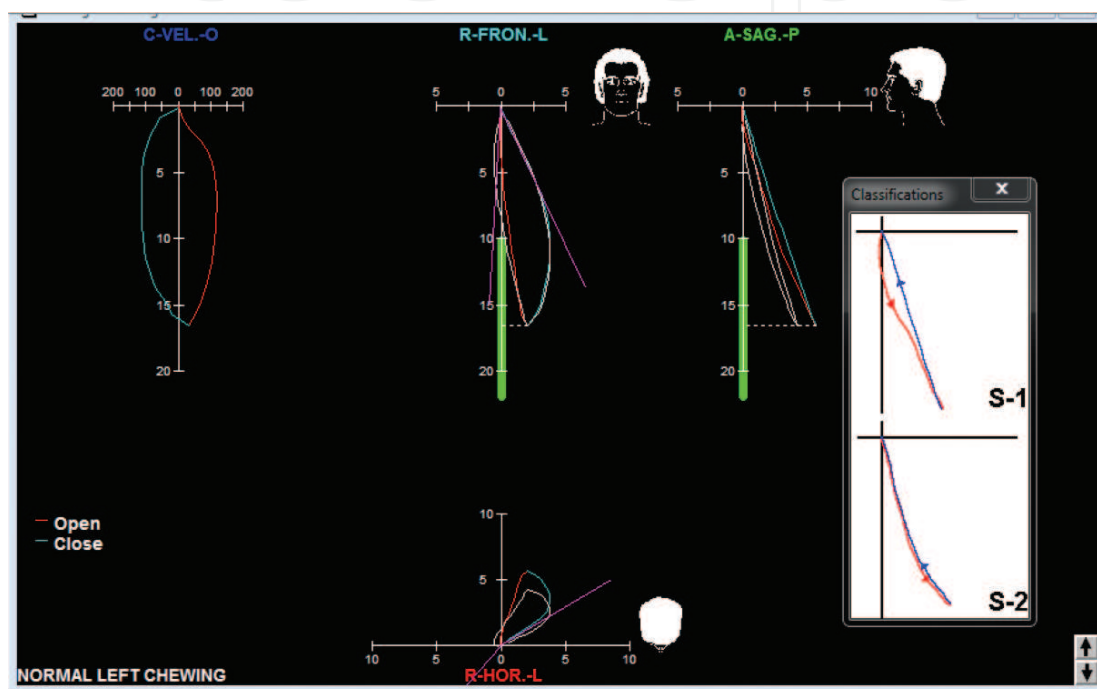 C-VEL.-O R-FRON.-L A-SAG.-P
200 100 0 100 200 5 0 5 5 0 5 10
5 5 5
10 10 10
15 15 15
20 20 20
Classifications X
S-1
S-2
Open
Close
10
5
10 5 0 5 10
NORMAL LEFT CHEWING R-HOR.-L